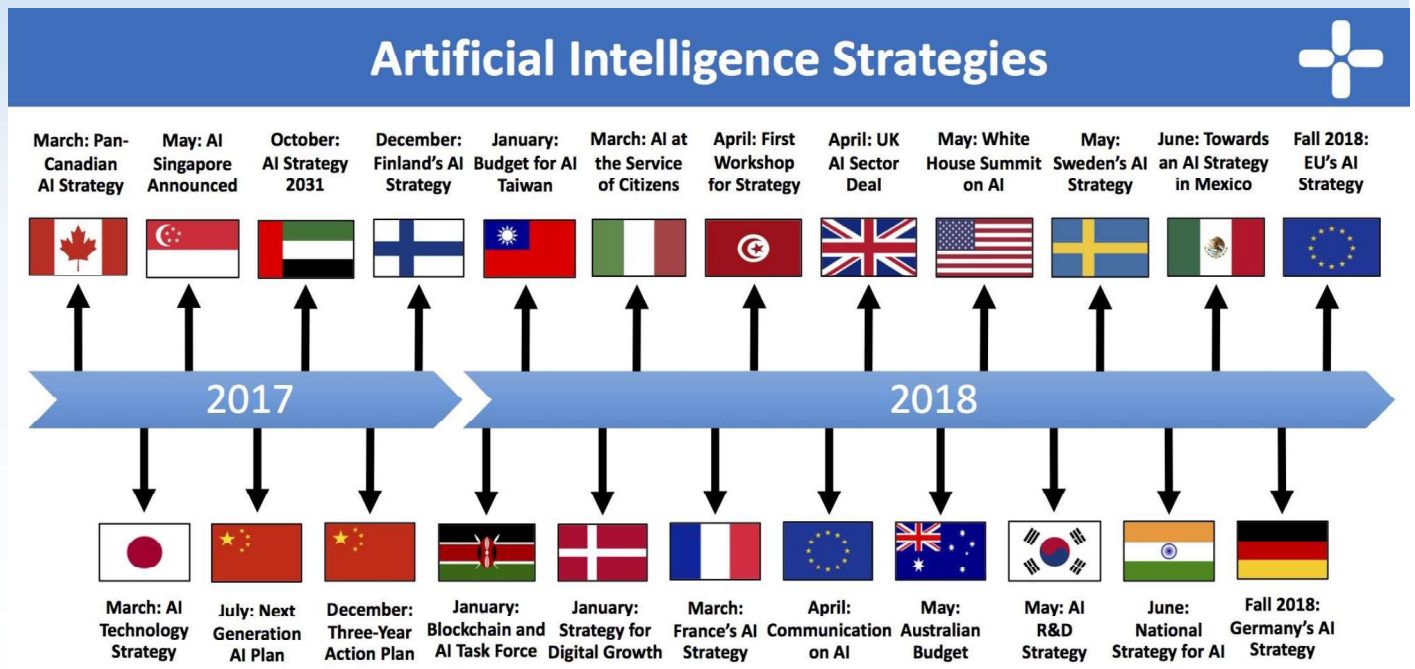 Artificial Intelligence Strategies
March: Pan-
Canadian
AI Strategy
May: AI
Singapore
Announced
October:
AI Strategy
2031
December:
Finland's AI
Strategy
January:
Budget for AI
Taiwan
March: AI at
the Service
of Citizens
April: First
Workshop
for Strategy
April: UK
AI Sector
Deal
May: White
House Summit
on AI
May:
Sweden's AI
Strategy
June: Towards
an AI Strategy
in Mexico
Fall 2018:
EU's AI
Strategy
2017
2018
March: AI
Technology
Strategy
July: Next
Generation
AI Plan
December:
Three-Year
Action Plan
January:
Blockchain and
AI Task Force
January:
Strategy for
Digital Growth
March:
France's AI
Strategy
April:
Communication
on AI
May:
Australian
Budget
May: AI
R&D
Strategy
June:
National
Strategy for AI
Fall 2018:
Germany's AI
Strategy